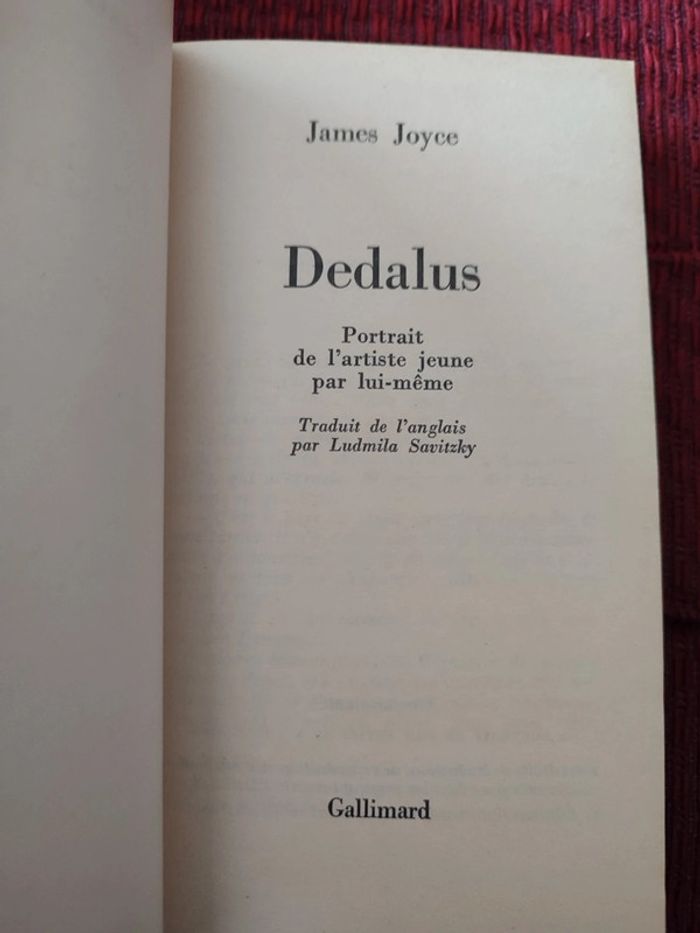 James Joyce
Dedalus
Portrait
de l'artiste jeune
par lui-même
Traduit de l'anglais
par Ludmila Savitzky
Gallimard